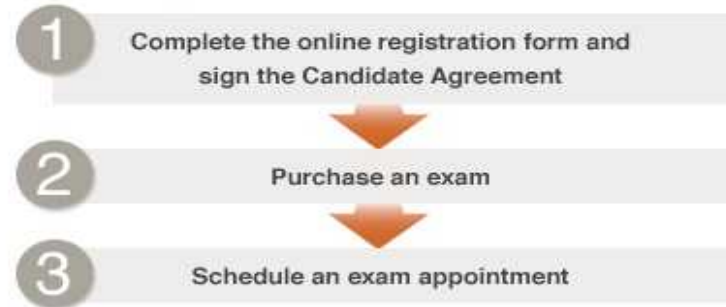 1
Complete the online registration form and
sign the Candidate Agreement
2
Purchase an exam
3
Schedule an exam appointment